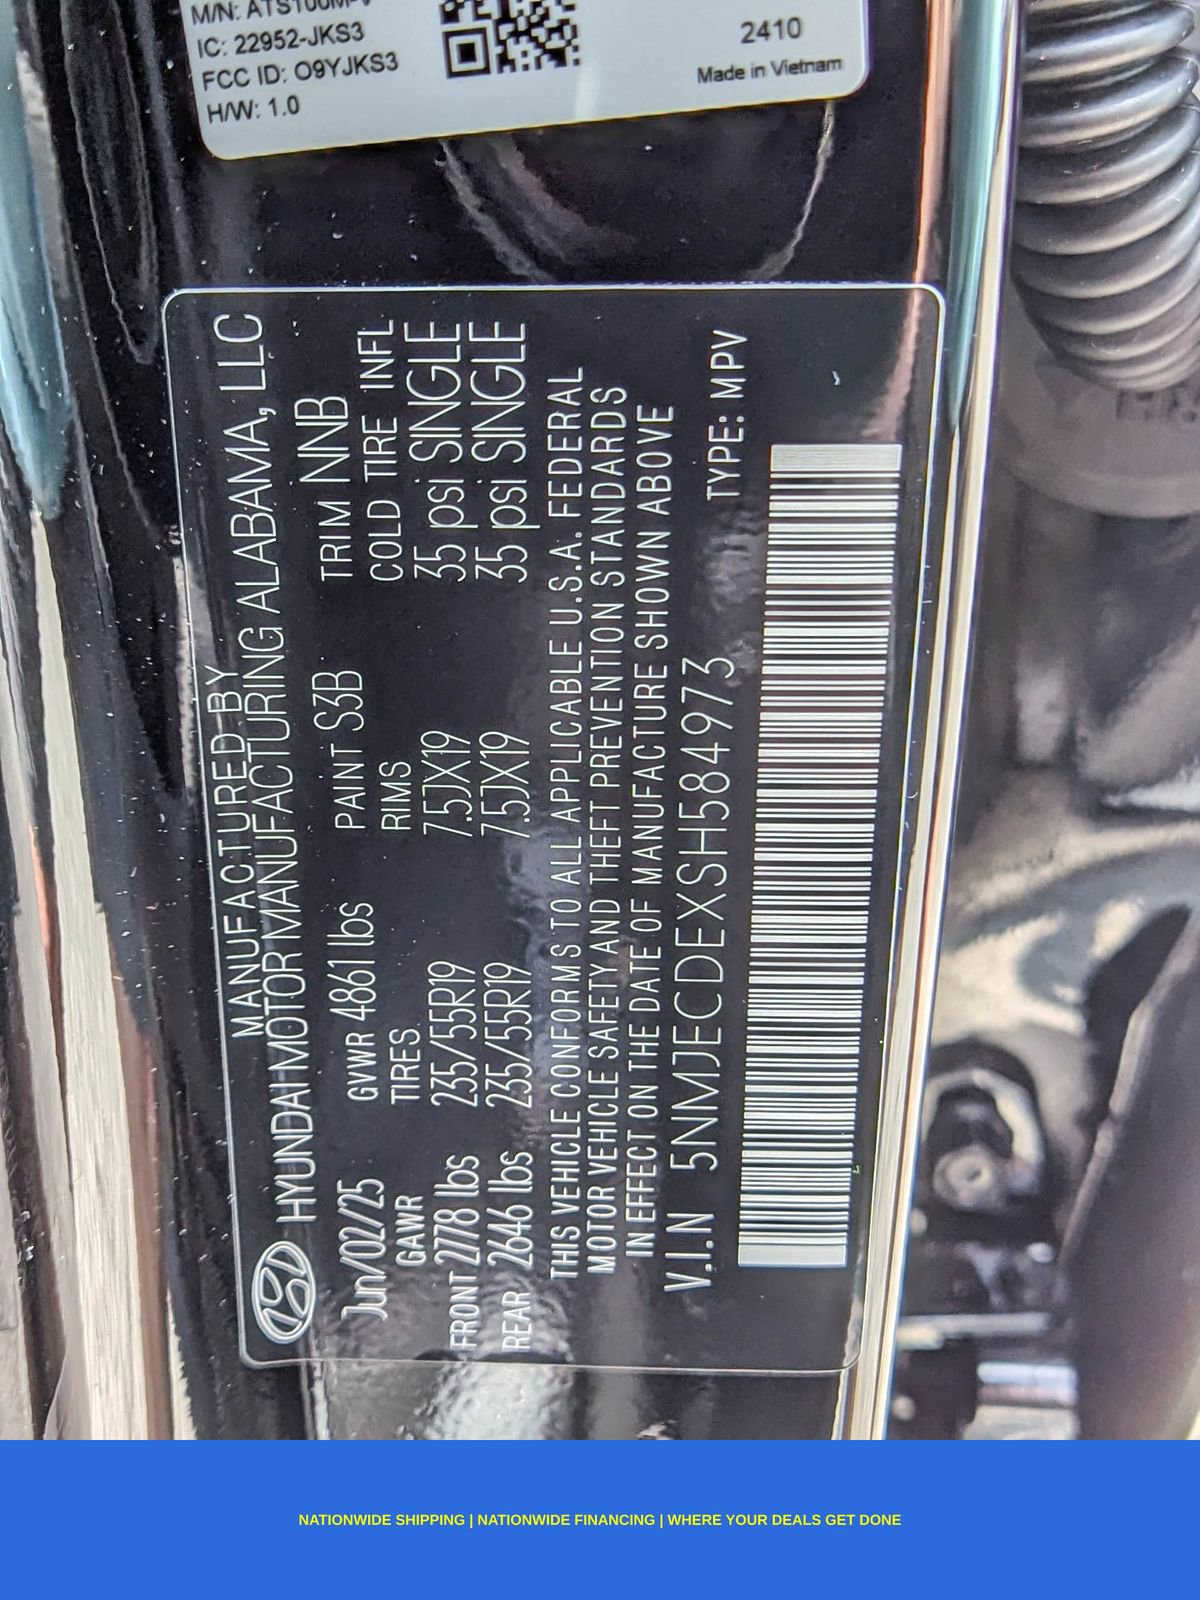 M/N: ATS100M-V
IC: 22952-JKS3
FCC ID: O9YJKS3
H/W: 1.0
2410
Made in Vietnam
MANUFACTURED BY
HYUNDAI MOTOR MANUFACTURING ALABAMA, LLC
Jun/02/25 GVWR 4861 lbs PAINT S3B TRIM NNB
GAWR TIRES RIMS COLD TIRE INFL
FRONT 2778 lbs 235/55R19 7.5JX19 35 psi SINGLE
REAR 2646 lbs 235/55R19 7.5JX19 35 psi SINGLE
THIS VEHICLE CONFORMS TO ALL APPLICABLE U.S.A. FEDERAL
MOTOR VEHICLE SAFETY AND THEFT PREVENTION STANDARDS
IN EFFECT ON THE DATE OF MANUFACTURE SHOWN ABOVE
V.I.N 5NMJECDEXSH584973 TYPE: MPV
NATIONWIDE SHIPPING | NATIONWIDE FINANCING | WHERE YOUR DEALS GET DONE